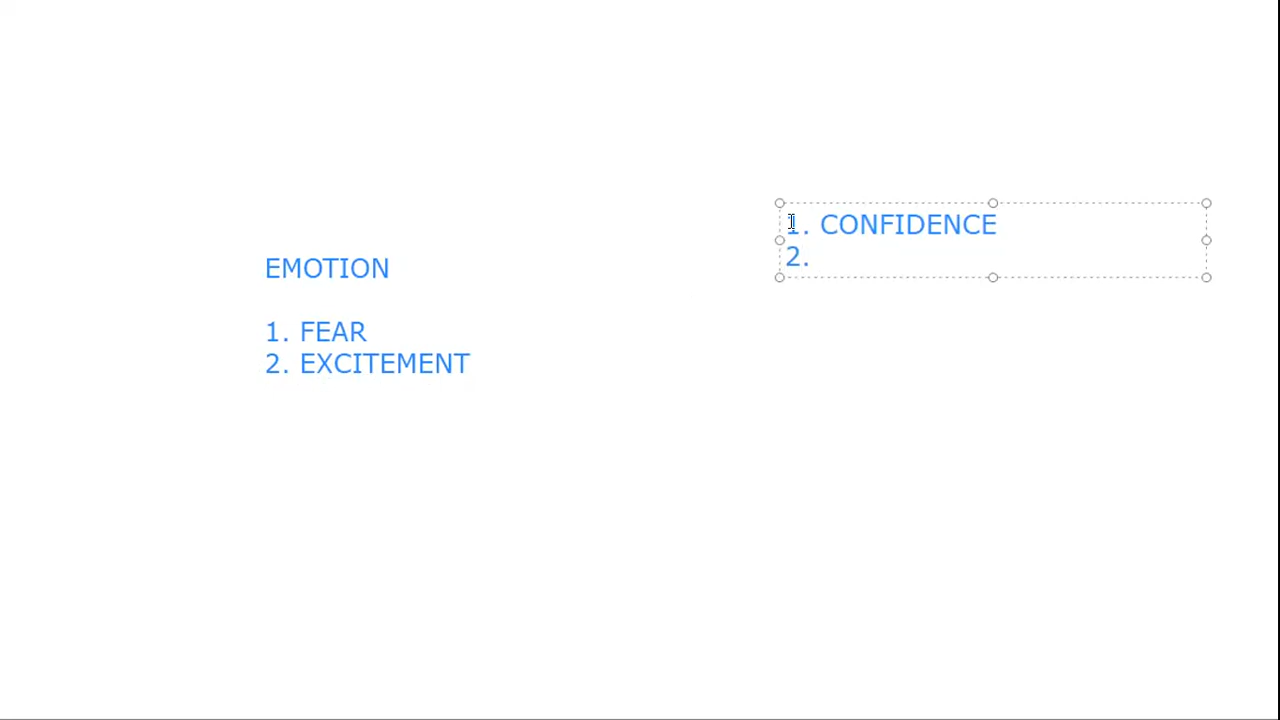 EMOTION
1. FEAR
2. EXCITEMENT
1. CONFIDENCE
2.